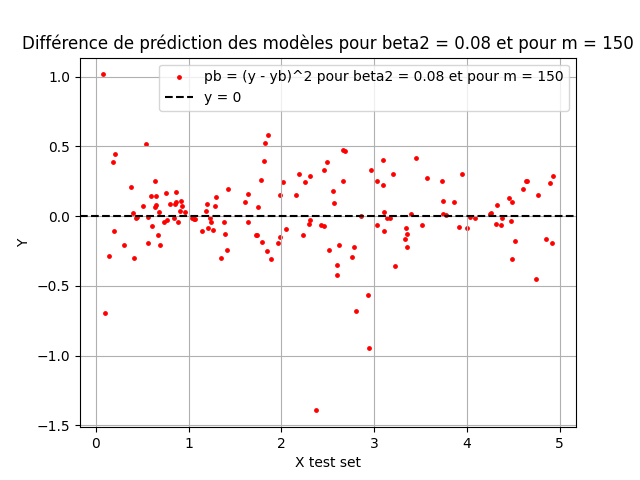 Différence de prédiction des modèles pour beta2 = 0.08 et pour m = 150
pb = (y - yb)^2 pour beta2 = 0.08 et pour m = 150
y = 0
1.0
0.5
0.0
−0.5
−1.0
−1.5
Y
0 1 2 3 4 5
X test set